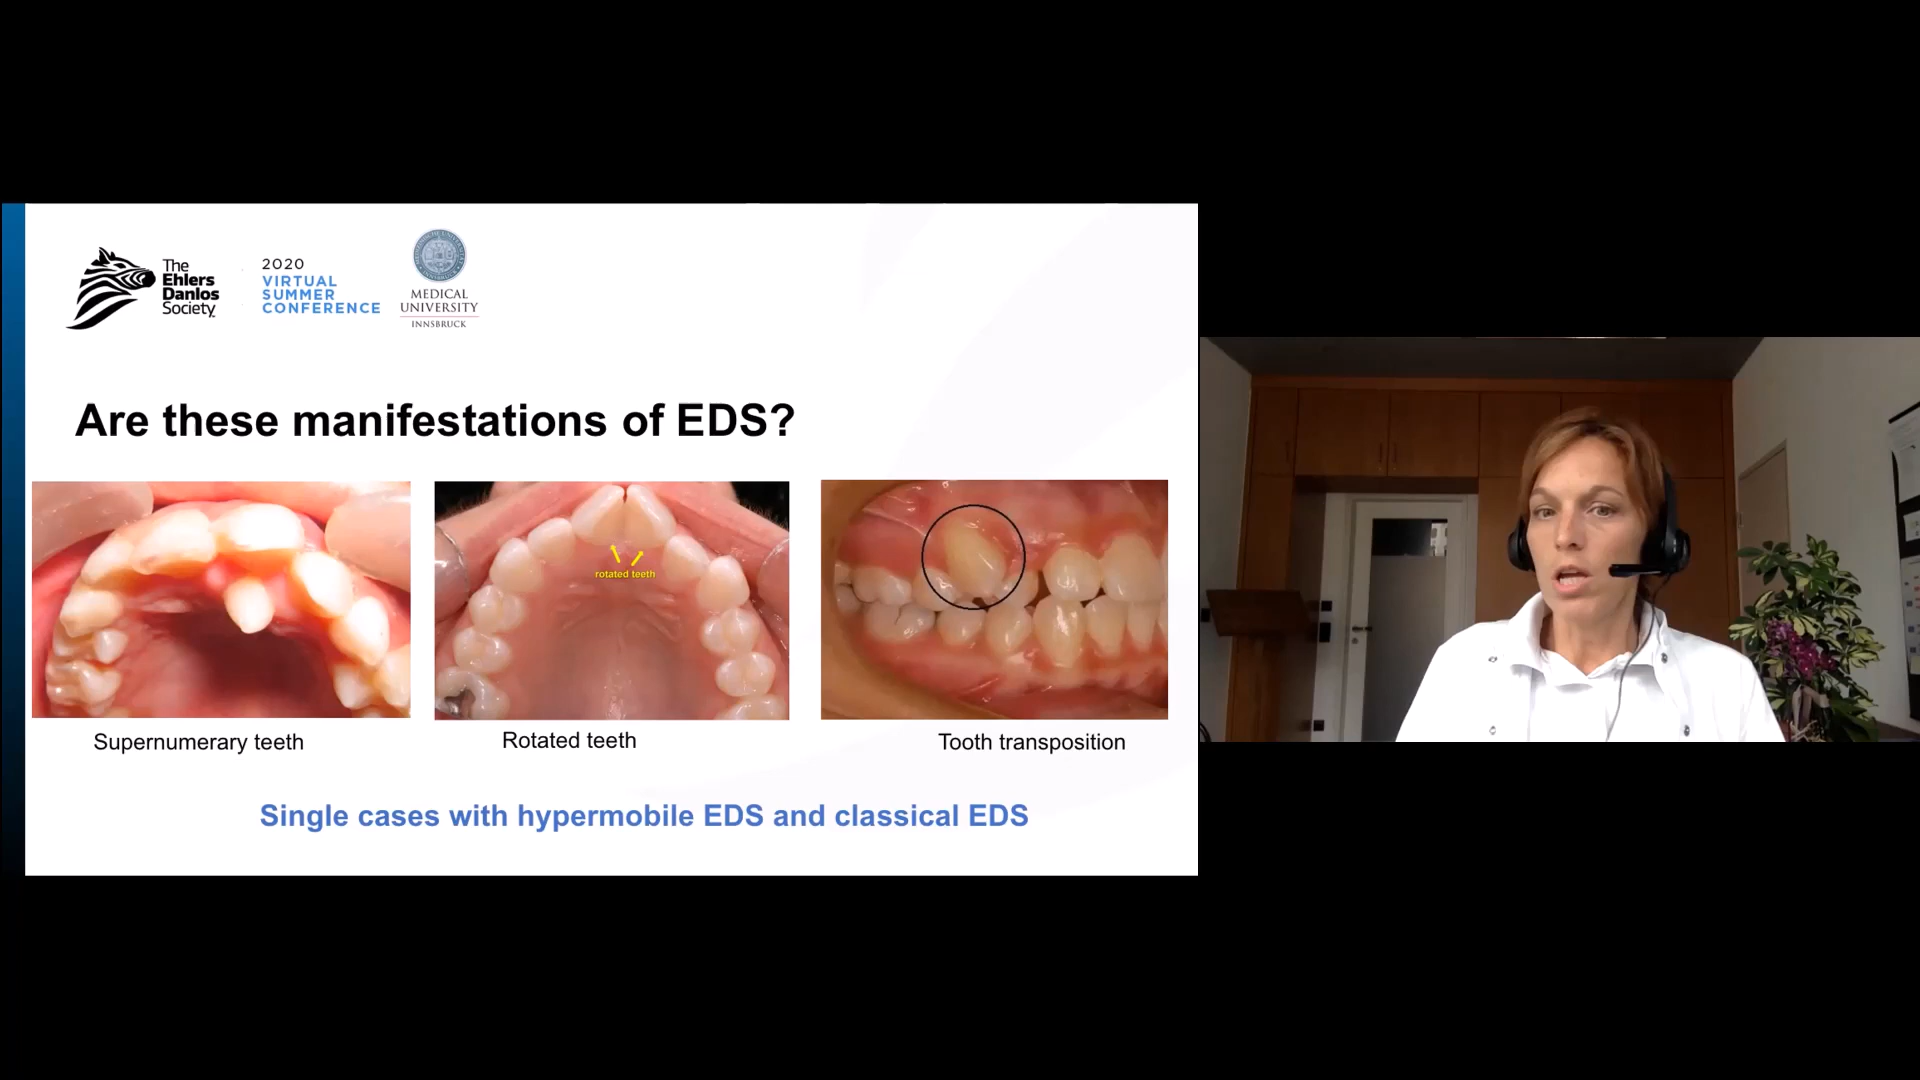 The
Ehlers
Danlos
Society
2020
VIRTUAL
SUMMER
CONFERENCE
MEDICAL
UNIVERSITY
INNSBRUCK
Are these manifestations of EDS?
rotated teeth
Supernumerary teeth
Rotated teeth
Tooth transposition
Single cases with hypermobile EDS and classical EDS